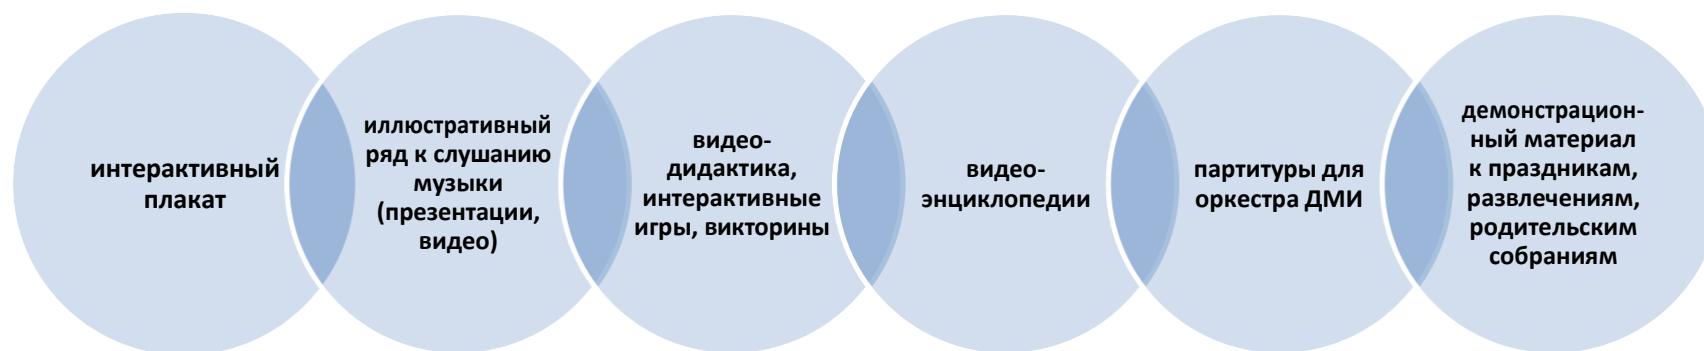 интерактивный
плакат
иллюстративный
ряд к слушанию
музыки
(презентации,
видео)
видео-
дидактика,
интерактивные
игры, викторины
видео-
энциклопедии
партитуры для
оркестра ДМИ
демонстрацион-
ный материал
к праздникам,
развлечениям,
родительским
собраниям